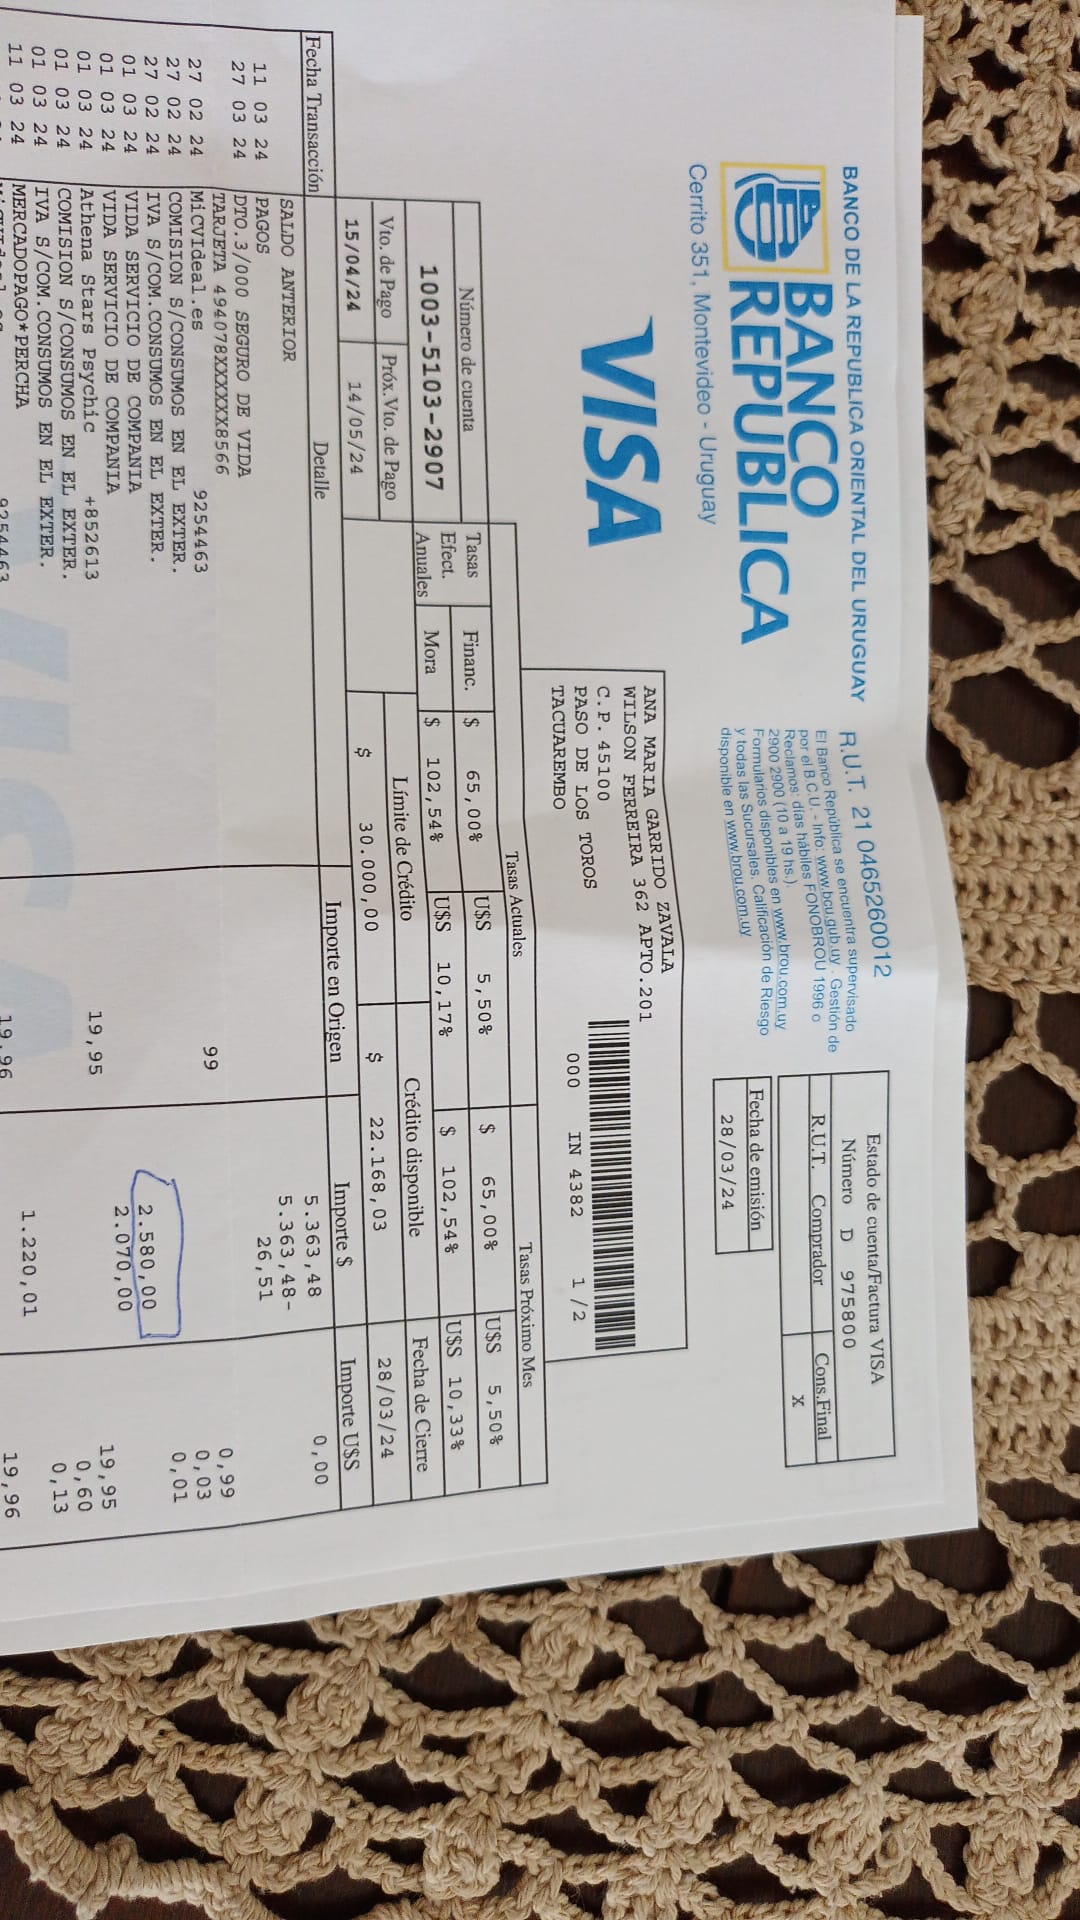 BANCO DE LA REPUBLICA ORIENTAL DEL URUGUAY
R.U.T. 21 0465260012
BANCO
REPUBLICA
Cerrito 351, Montevideo - Uruguay
El Banco República se encuentra supervisado
por el B.C.U. - Info: www.bcu.gub.uy . Gestión de
Reclamos: días hábiles FONOBROU 1996 o
2900 2900 (10 a 19 hs.).
Formularios disponibles en www.brou.com.uy
y todas las Sucursales. Calificación de Riesgo
disponible en www.brou.com.uy
Estado de cuenta/Factura VISA
Número D 975800
R.U.T. Comprador Cons.Final
X
Fecha de emisión
28/03/24
VISA
ANA MARIA GARRIDO ZAVALA
WILSON FERREIRA 362 APTO.201
C.P. 45100
PASO DE LOS TOROS
TACUAREMBO
000 IN 4382 1 /2
Tasas Actuales Tasas Próximo Mes
Número de cuenta
1003-5103-2907
Tasas
Efect.
Anuales
Financ. $ 65,00% U$S 5,50% $ 65,00% U$S 5,50%
Mora $ 102,54% U$S 10,17% $ 102,54% U$S 10,33%
Vto. de Pago Próx.Vto. de Pago Límite de Crédito Crédito disponible Fecha de Cierre
15/04/24 14/05/24 $ 30.000,00 $ 22.168,03 28/03/24
Fecha Transacción Detalle Importe en Origen Importe $ Importe U$S
SALDO ANTERIOR 5.363,48 0,00
11 03 24 PAGOS 5.363,48-
27 03 24 DTO.3/000 SEGURO DE VIDA 26,51
TARJETA 494078XXXXXX8566
27 02 24 MiCVIdeal.es 9254463 99 0,99
27 02 24 COMISION S/CONSUMOS EN EL EXTER. 0,03
27 02 24 IVA S/COM.CONSUMOS EN EL EXTER. 0,01
01 03 24 VIDA SERVICIO DE COMPANIA 2.580,00
01 03 24 VIDA SERVICIO DE COMPANIA 2.070,00
01 03 24 Athena Stars Psychic +852613 19,95 19,95
01 03 24 COMISION S/CONSUMOS EN EL EXTER. 0,60
01 03 24 IVA S/COM.CONSUMOS EN EL EXTER. 0,13
11 03 24 MERCADOPAGO*PERCHA 1.220,01
9254463 19,96 19,96